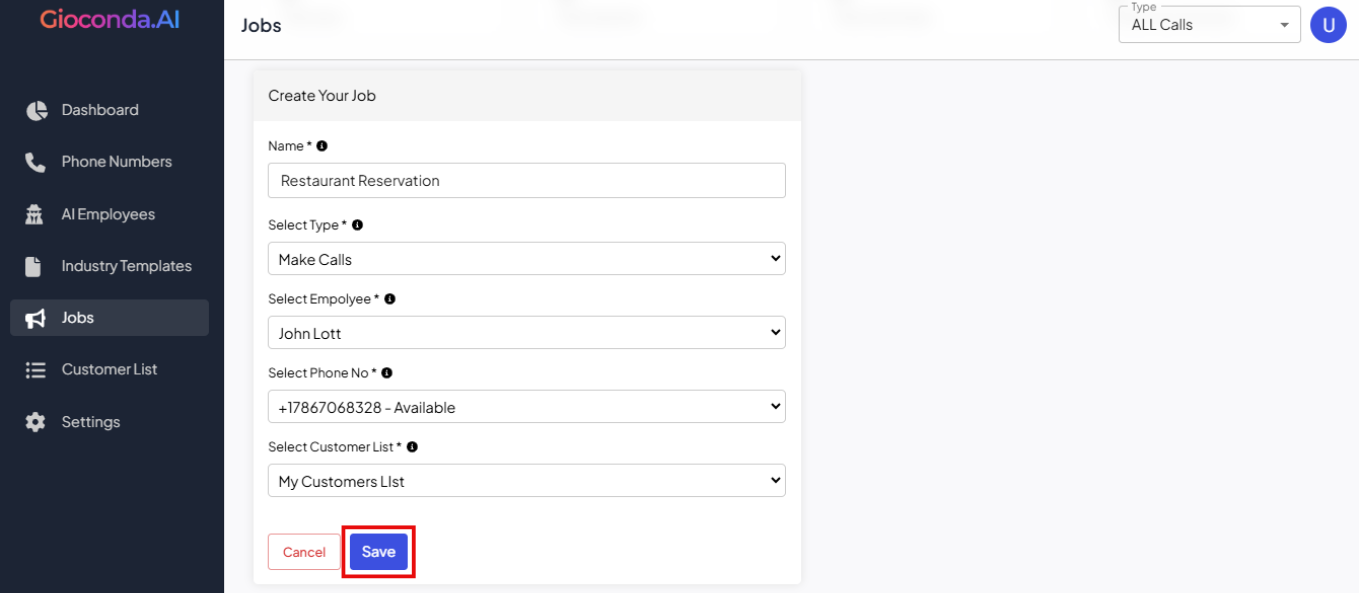 Gioconda.AI
Jobs
Type
ALL Calls
U
Dashboard
Phone Numbers
AI Employees
Industry Templates
Jobs
Customer List
Settings
Create Your Job
Name *
Restaurant Reservation
Select Type *
Make Calls
Select Empolyee *
John Lott
Select Phone No *
+17867068328 - Available
Select Customer List *
My Customers LIst
Cancel
Save